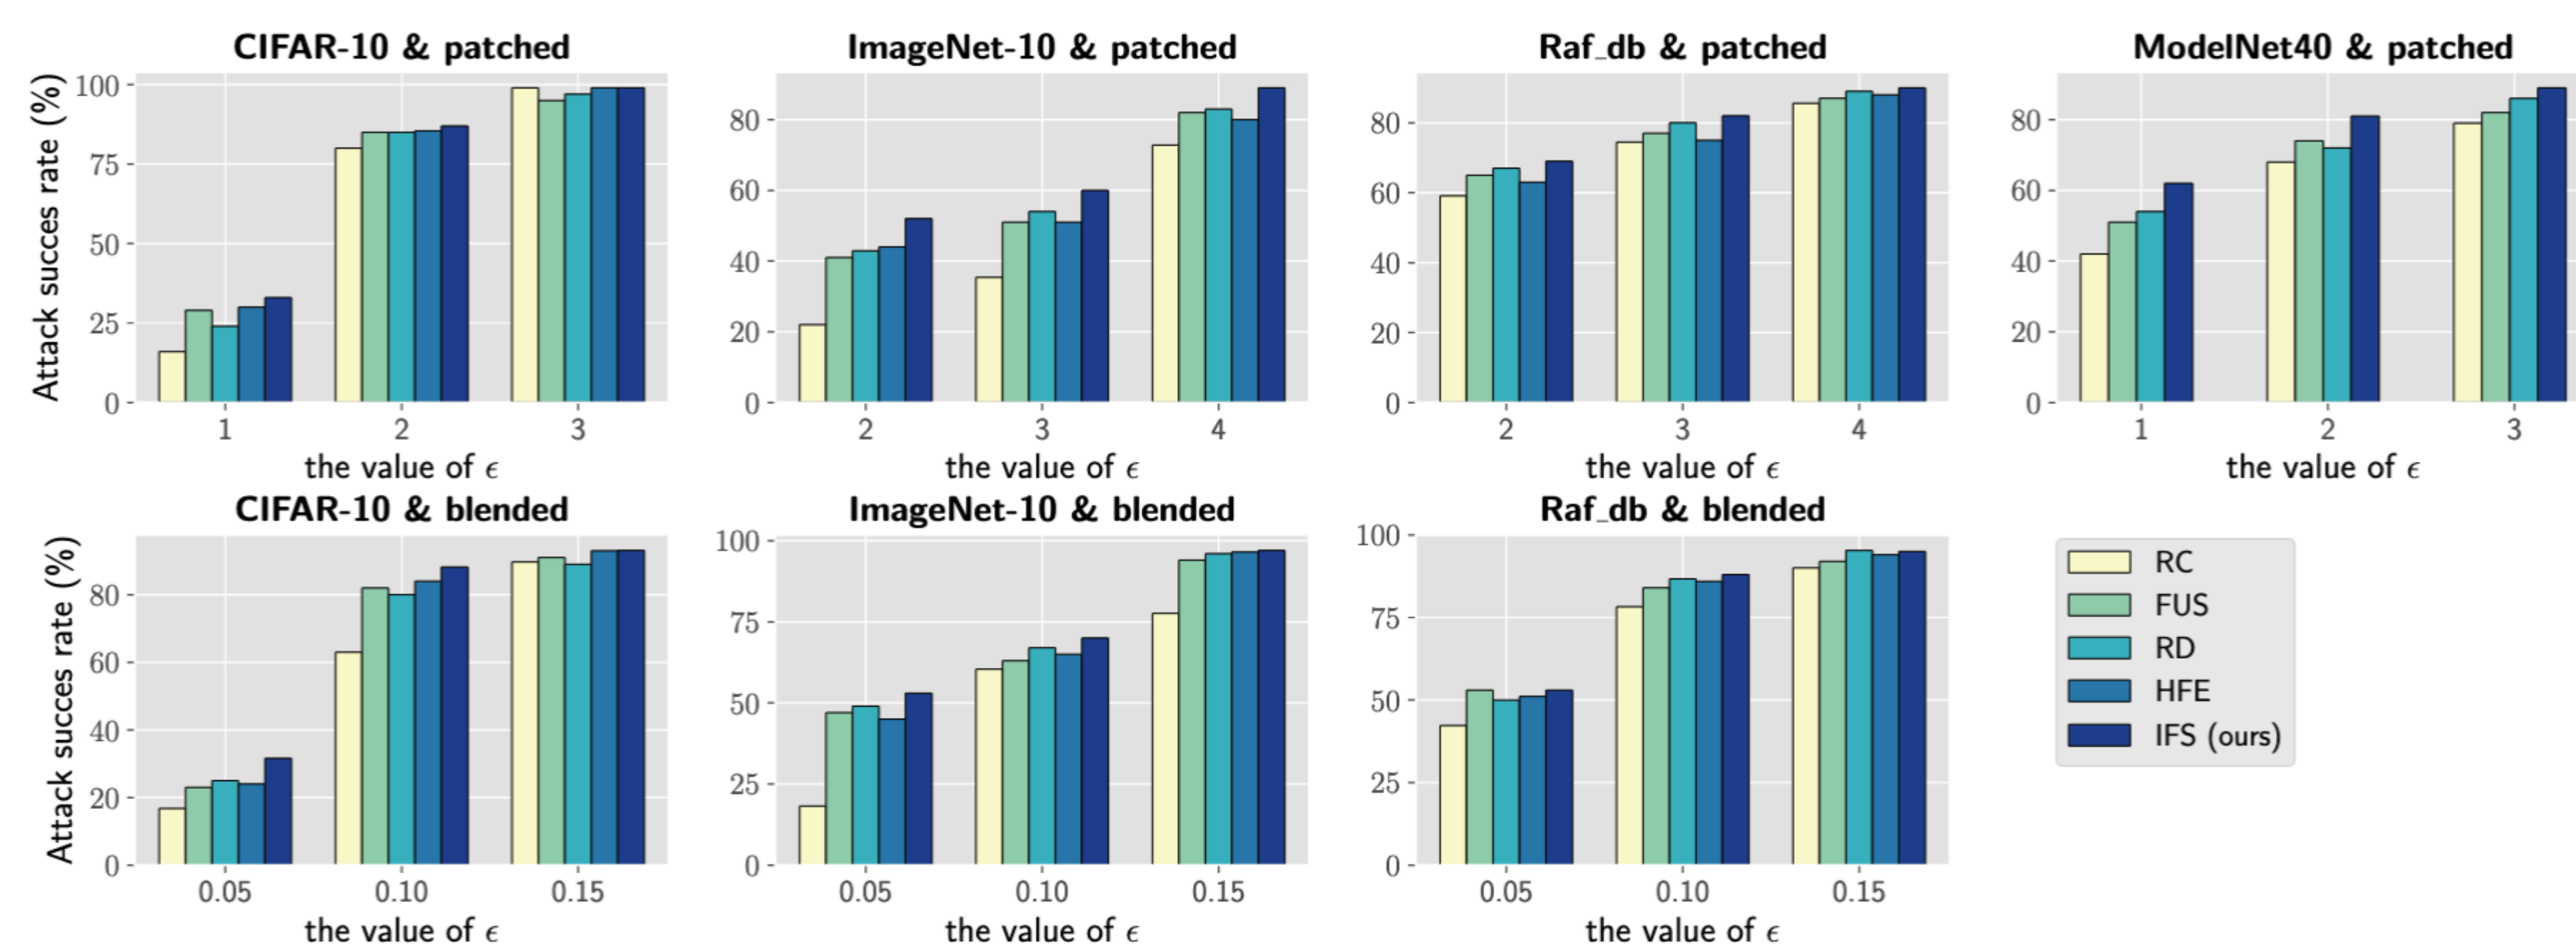 CIFAR-10 & patched
Attack succes rate (%)
100
75
50
25
0
1 2 3
the value of ϵ
ImageNet-10 & patched
80
60
40
20
0
2 3 4
the value of ϵ
Raf_db & patched
80
60
40
20
0
2 3 4
the value of ϵ
ModelNet40 & patched
80
60
40
20
0
1 2 3
the value of ϵ
CIFAR-10 & blended
Attack succes rate (%)
80
60
40
20
0
0.05 0.10 0.15
the value of ϵ
ImageNet-10 & blended
100
75
50
25
0
0.05 0.10 0.15
the value of ϵ
Raf_db & blended
100
75
50
25
0
0.05 0.10 0.15
the value of ϵ
RC
FUS
RD
HFE
IFS (ours)